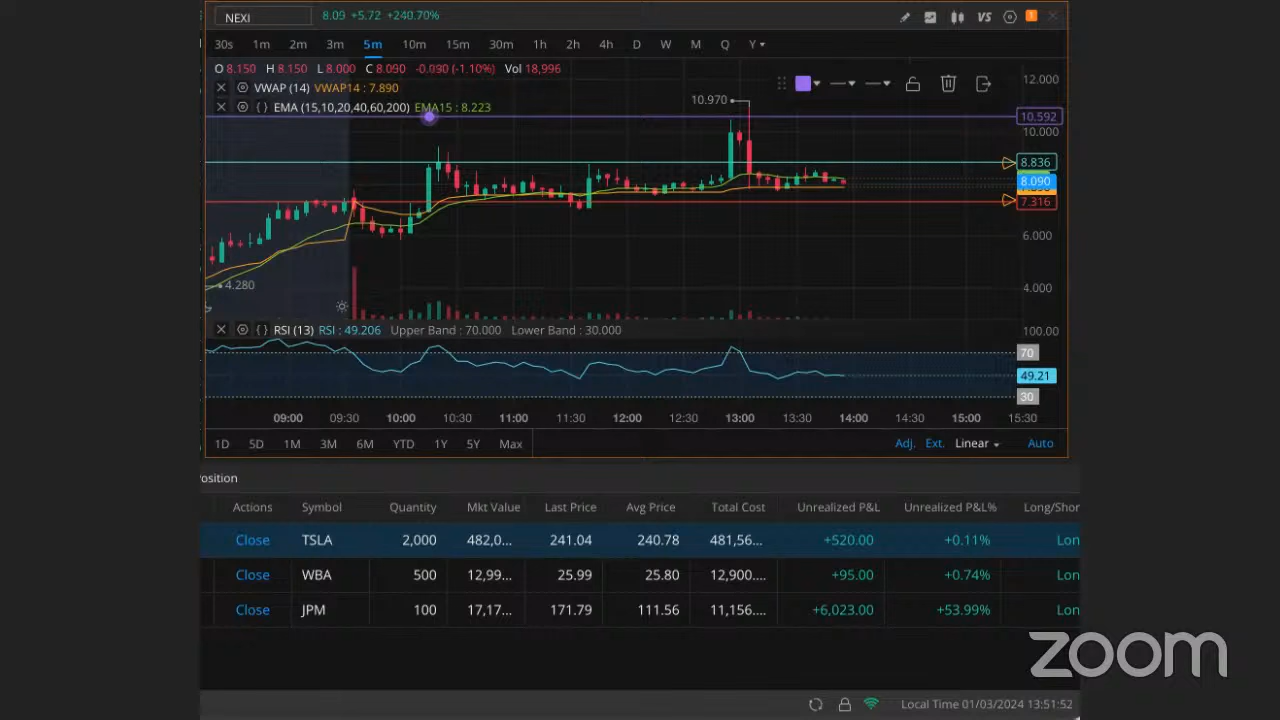 NEXI 8.09 +5.72 +240.70% VS 1
30s 1m 2m 3m 5m 10m 15m 30m 1h 2h 4h D W M Q Y
O 8.150 H 8.150 L 8.000 C 8.090 -0.090 (-1.10%) Vol 18,996
12.000
VWAP (14) VWAP14 : 7.890
10.970
EMA (15,10,20,40,60,200) EMA15 : 8.223
10.592
10.000
8.836
8.090
7.316
6.000
4.280
4.000
RSI (13) RSI : 49.206 Upper Band : 70.000 Lower Band : 30.000
100.00
70
49.21
30
09:00 09:30 10:00 10:30 11:00 11:30 12:00 12:30 13:00 13:30 14:00 14:30 15:00 15:30
1D 5D 1M 3M 6M YTD 1Y 5Y Max Adj. Ext. Linear Auto
osition
Actions Symbol Quantity Mkt Value Last Price Avg Price Total Cost Unrealized P&L Unrealized P&L% Long/Shor
Close TSLA 2,000 482,0... 241.04 240.78 481,56... +520.00 +0.11% Lon
Close WBA 500 12,99... 25.99 25.80 12,900.... +95.00 +0.74% Lon
Close JPM 100 17,17... 171.79 111.56 11,156.... +6,023.00 +53.99% Lon
zoom
Local Time 01/03/2024 13:51:52